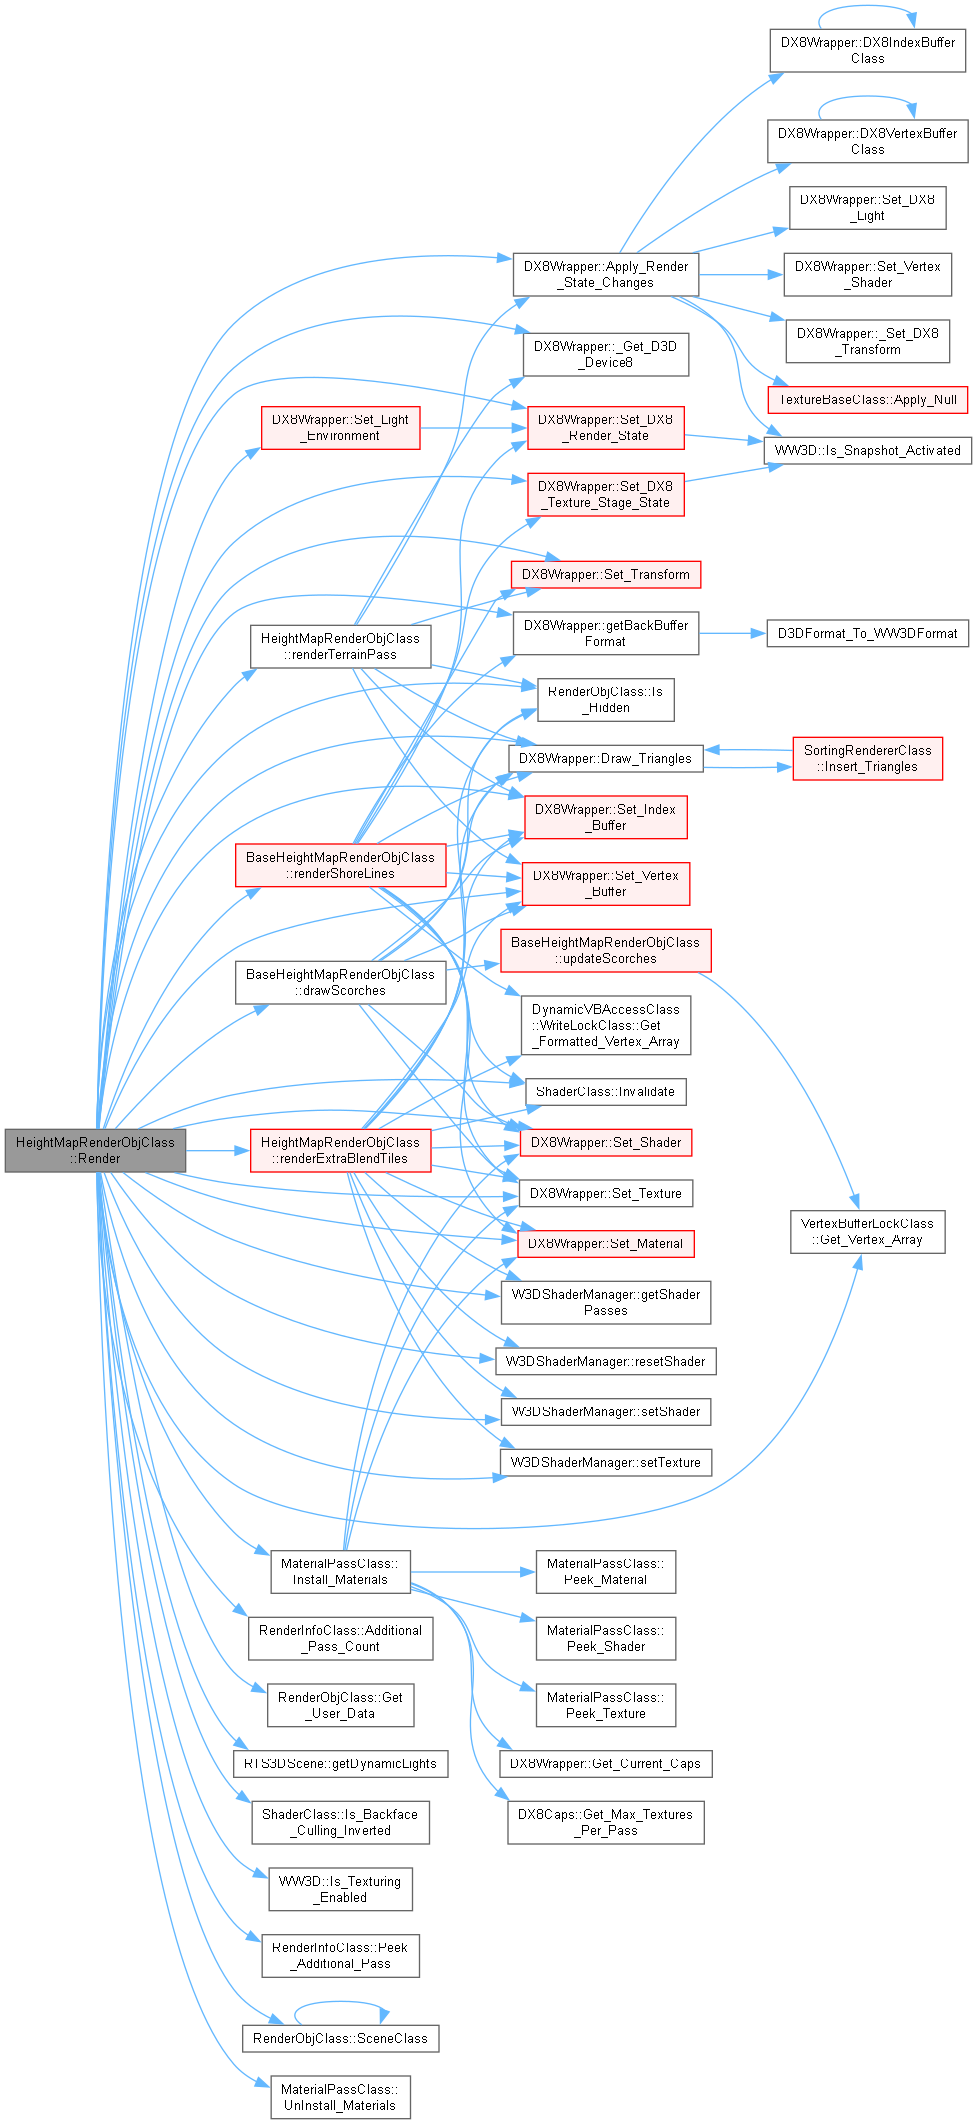 DX8Wrapper::DX8IndexBuffer
Class
DX8Wrapper::DX8VertexBuffer
Class
DX8Wrapper::Set_DX8
_Light
DX8Wrapper::Apply_Render
_State_Changes
DX8Wrapper::Set_Vertex
_Shader
DX8Wrapper::_Set_DX8
_Transform
DX8Wrapper::_Get_D3D
_Device8
TextureBaseClass::Apply_Null
DX8Wrapper::Set_Light
_Environment
DX8Wrapper::Set_DX8
_Render_State
WW3D::Is_Snapshot_Activated
DX8Wrapper::Set_DX8
_Texture_Stage_State
DX8Wrapper::Set_Transform
HeightMapRenderObjClass
::renderTerrainPass
DX8Wrapper::getBackBuffer
Format
D3DFormat_To_WW3DFormat
RenderObjClass::Is
_Hidden
DX8Wrapper::Draw_Triangles
SortingRendererClass
::Insert_Triangles
DX8Wrapper::Set_Index
_Buffer
BaseHeightMapRenderObjClass
::renderShoreLines
DX8Wrapper::Set_Vertex
_Buffer
BaseHeightMapRenderObjClass
::updateScorches
BaseHeightMapRenderObjClass
::drawScorches
DynamicVBAccessClass
::WriteLockClass::Get
_Formatted_Vertex_Array
ShaderClass::Invalidate
HeightMapRenderObjClass
::Render
HeightMapRenderObjClass
::renderExtraBlendTiles
DX8Wrapper::Set_Shader
DX8Wrapper::Set_Texture
VertexBufferLockClass
::Get_Vertex_Array
DX8Wrapper::Set_Material
W3DShaderManager::getShader
Passes
W3DShaderManager::resetShader
W3DShaderManager::setShader
W3DShaderManager::setTexture
MaterialPassClass::
Install_Materials
MaterialPassClass::
Peek_Material
RenderInfoClass::Additional
_Pass_Count
MaterialPassClass::
Peek_Shader
RenderObjClass::Get
_User_Data
MaterialPassClass::
Peek_Texture
RTS3DScene::getDynamicLights
DX8Wrapper::Get_Current_Caps
ShaderClass::Is_Backface
_Culling_Inverted
DX8Caps::Get_Max_Textures
_Per_Pass
WW3D::Is_Texturing
_Enabled
RenderInfoClass::Peek
_Additional_Pass
RenderObjClass::SceneClass
MaterialPassClass::
UnInstall_Materials